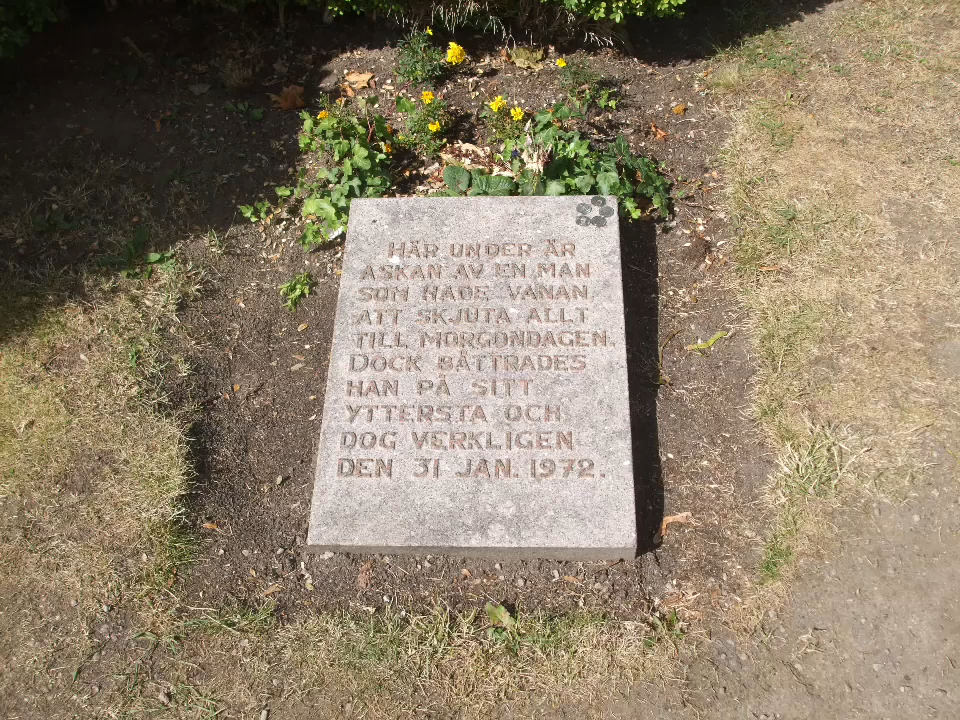 HÄR UNDER ÄR
ASKAN AV EN MAN
SOM HADE VANAN
ATT SKJUTA ALLT
TILL MORGONDAGEN.
DOCK BÄTTRADES
HAN PÅ SITT
YTTERSTA OCH
DOG VERKLIGEN
DEN 31 JAN. 1972.